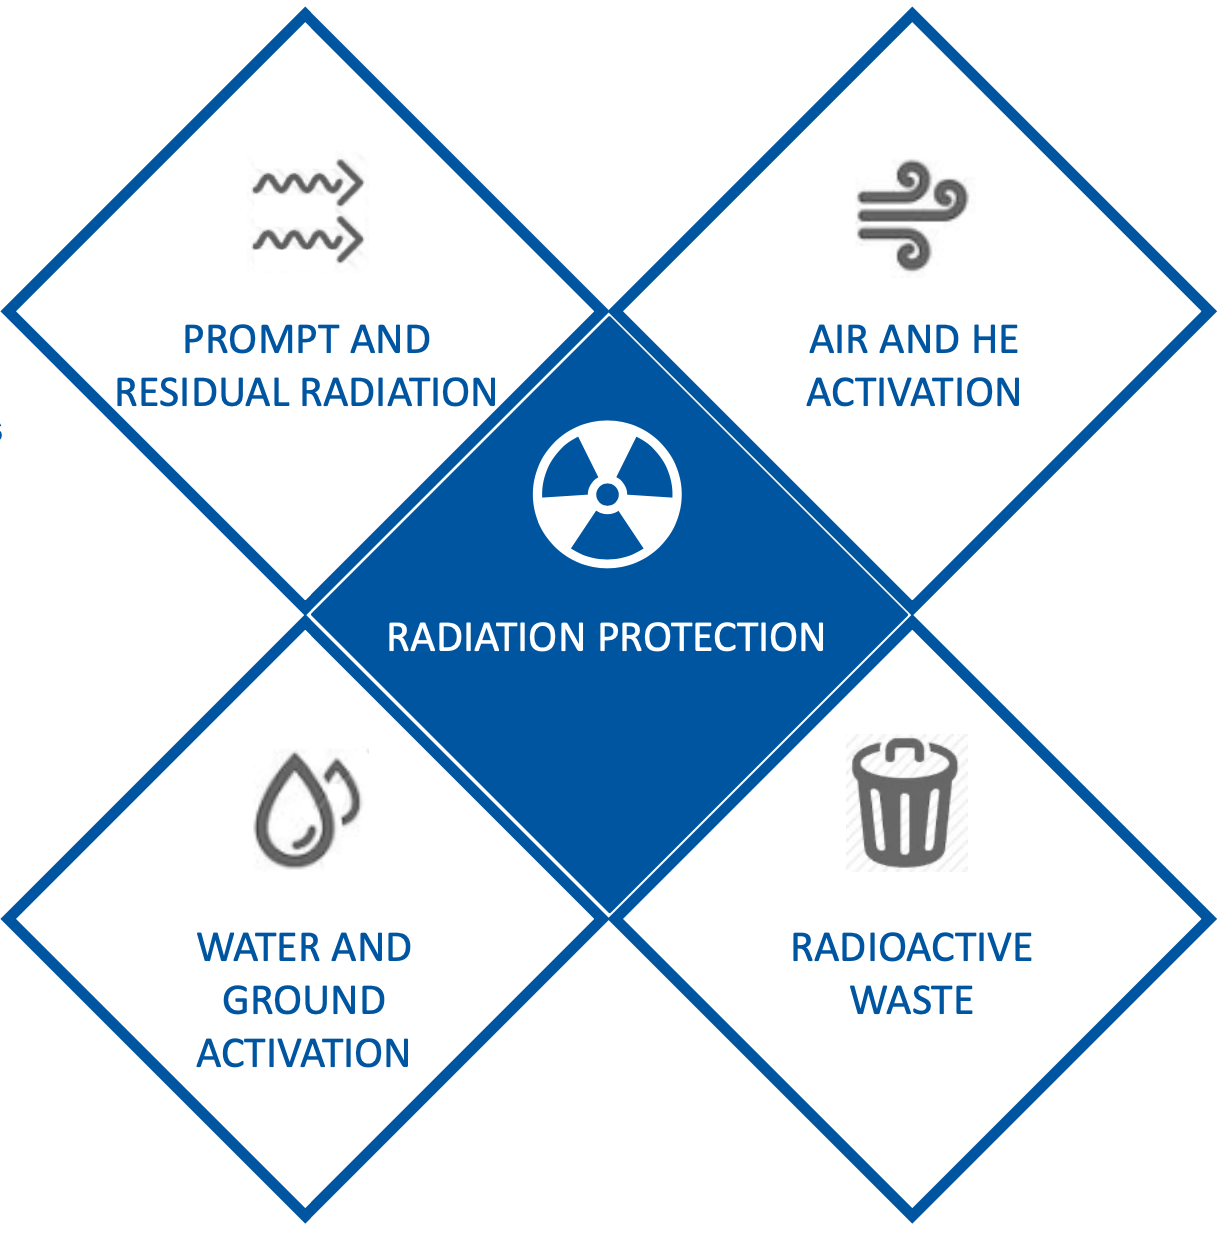 PROMPT AND
RESIDUAL RADIATION
AIR AND HE
ACTIVATION
RADIATION PROTECTION
WATER AND
GROUND
ACTIVATION
RADIOACTIVE
WASTE